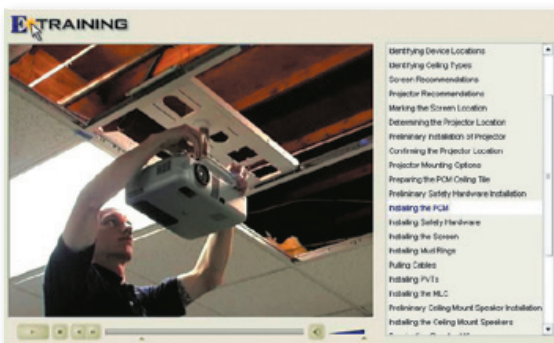 E TRAINING
Identifying Device Locations
Identifying Ceiling Types
Screen Recommendations
Projector Recommendations
Marking the Screen Location
Determining the Projector Location
Preliminary Installation of Projector
Confirming the Projector Location
Projector Mounting Options
Preparing the PCM Ceiling Tile
Preliminary Safety Hardware Installation
Installing the PCM
Installing Safety Hardware
Installing the Screen
Installing Mud Rings
Pulling Cables
Installing PVTs
Installing the MLC
Preliminary Ceiling Mount Speaker Installation
Installing the Ceiling Mount Speakers